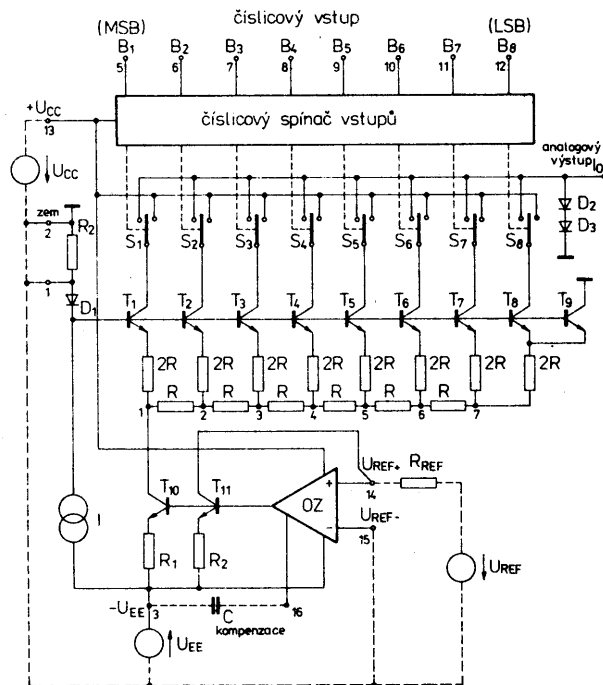 číslicový vstup
(MSB) (LSB)
B1 B2 B3 B4 B5 B6 B7 B8
5 6 7 8 9 10 11 12
+UCC
13
číslicový spínač vstupů
analogový
výstup IO
UCC
zem
2
R2
D2
D3
S1 S2 S3 S4 S5 S6 S7 S8
1
D1
T1 T2 T3 T4 T5 T6 T7 T8 T9
2R 2R 2R 2R 2R 2R 2R 2R
R R R R R R
1 2 3 4 5 6 7
T10 T11
+
OZ
−
UREF+
14
RREF
UREF-
15
I
R1 R2
UREF
-UEE
3
C
16
kompenzace
UEE